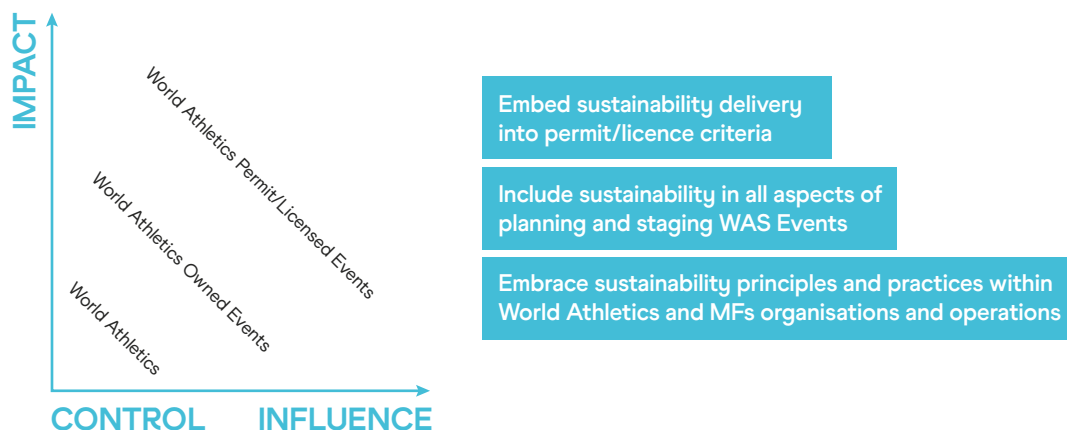 IMPACT
World Athletics Permit/Licensed Events
World Athletics Owned Events
World Athletics
CONTROL
INFLUENCE
Embed sustainability delivery
into permit/licence criteria
Include sustainability in all aspects of
planning and staging WAS Events
Embrace sustainability principles and practices within
World Athletics and MFs organisations and operations